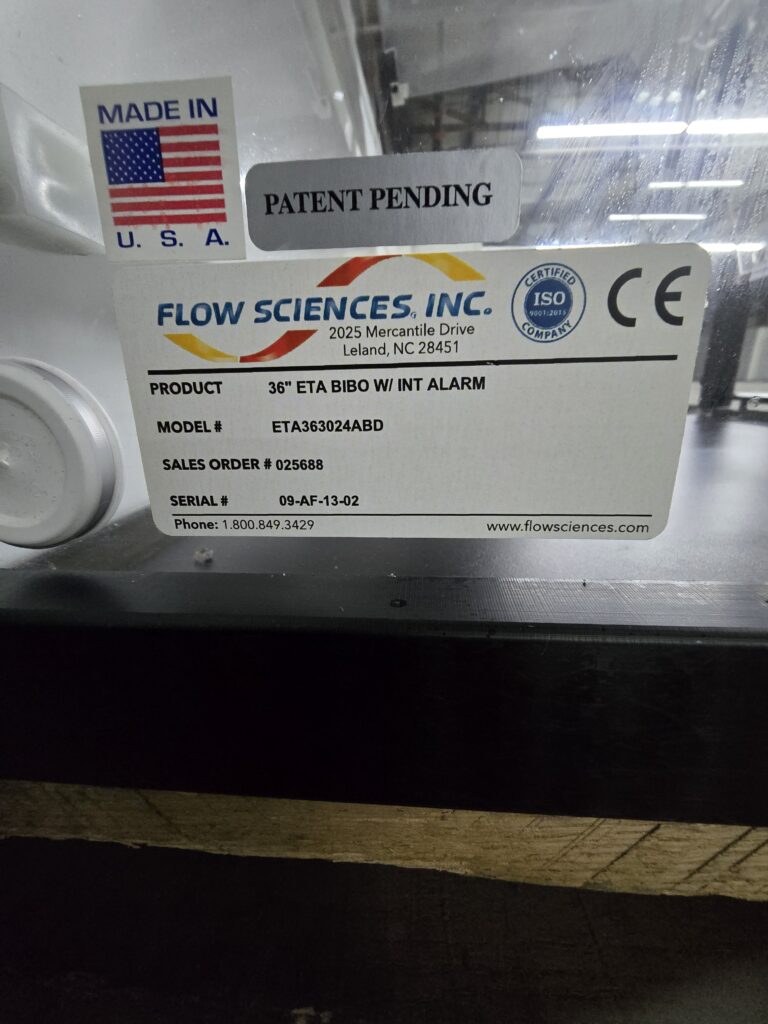 MADE IN
U. S. A.
PATENT PENDING
FLOW SCIENCES, INC.
2025 Mercantile Drive
Leland, NC 28451
CERTIFIED
ISO
9001:2015
COMPANY
CE
PRODUCT 36" ETA BIBO W/ INT ALARM
MODEL # ETA363024ABD
SALES ORDER # 025688
SERIAL # 09-AF-13-02
Phone: 1.800.849.3429 www.flowsciences.com